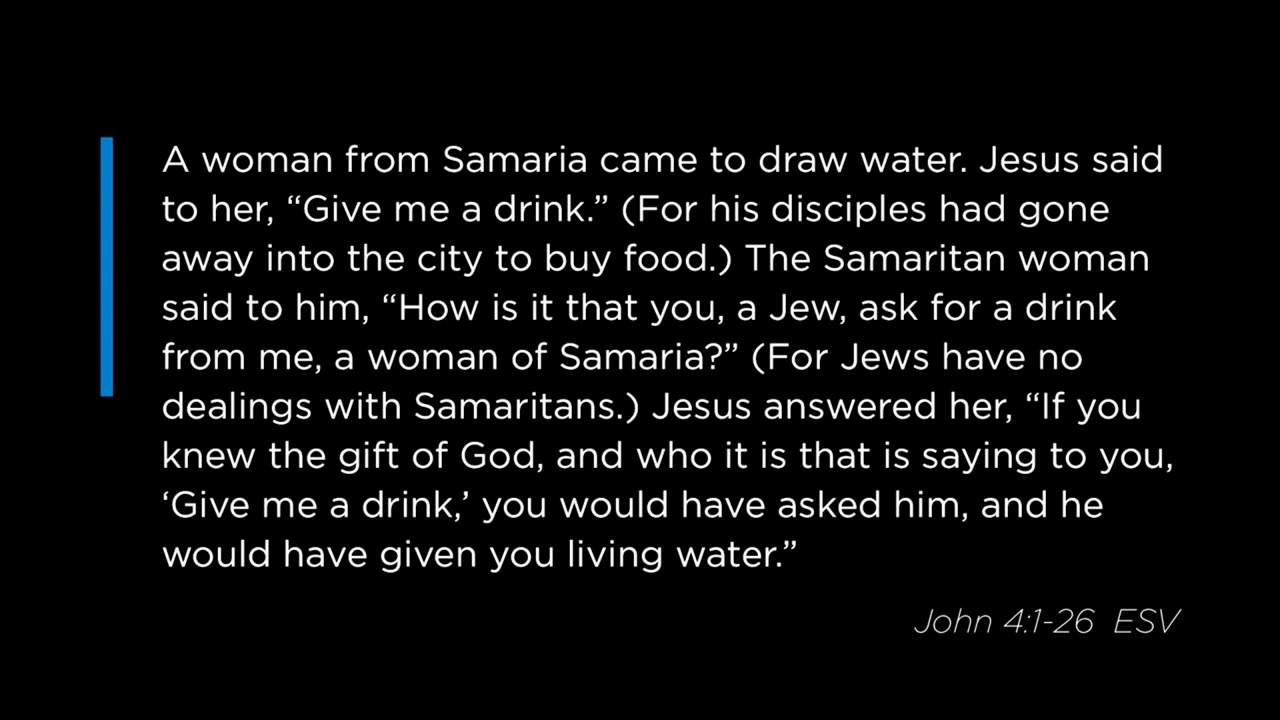 A woman from Samaria came to draw water. Jesus said
to her, “Give me a drink.” (For his disciples had gone
away into the city to buy food.) The Samaritan woman
said to him, “How is it that you, a Jew, ask for a drink
from me, a woman of Samaria?” (For Jews have no
dealings with Samaritans.) Jesus answered her, “If you
knew the gift of God, and who it is that is saying to you,
‘Give me a drink,’ you would have asked him, and he
would have given you living water.”
John 4:1-26 ESV